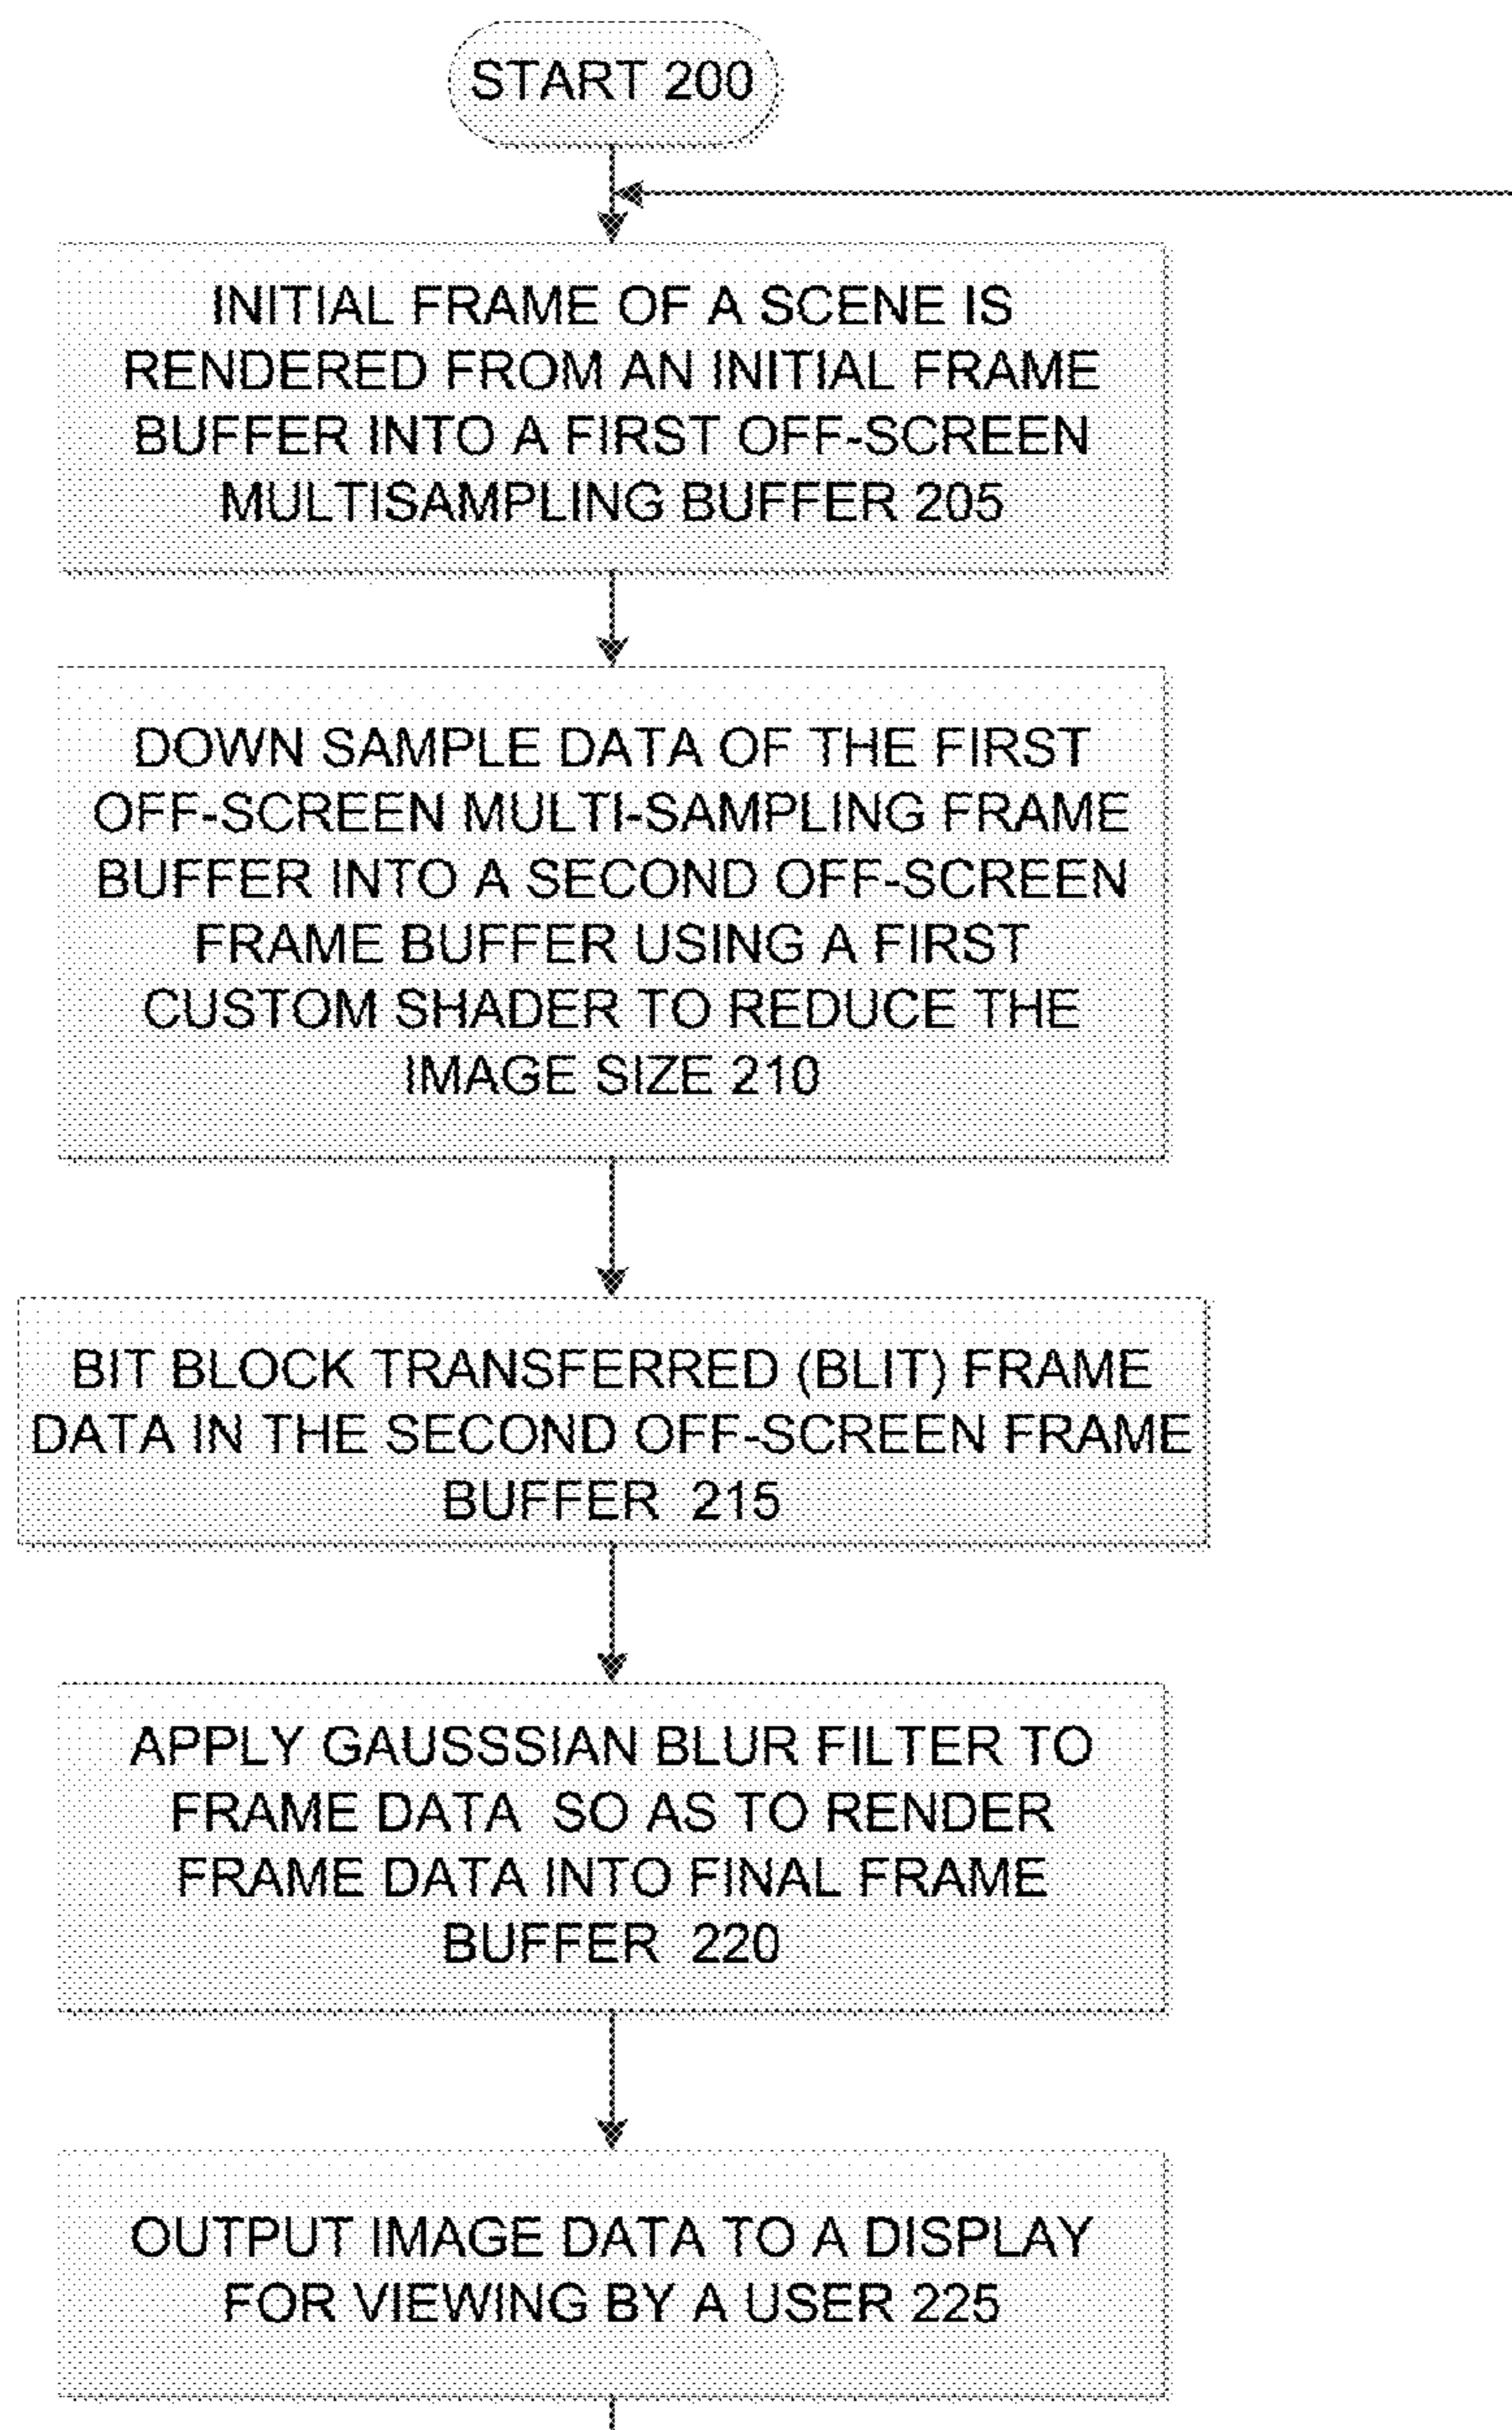 START 200
INITIAL FRAME OF A SCENE IS
RENDERED FROM AN INITIAL FRAME
BUFFER INTO A FIRST OFF-SCREEN
MULTISAMPLING BUFFER 205
DOWN SAMPLE DATA OF THE FIRST
OFF-SCREEN MULTI-SAMPLING FRAME
BUFFER INTO A SECOND OFF-SCREEN
FRAME BUFFER USING A FIRST
CUSTOM SHADER TO REDUCE THE
IMAGE SIZE 210
BIT BLOCK TRANSFERRED (BLIT) FRAME
DATA IN THE SECOND OFF-SCREEN FRAME
BUFFER 215
APPLY GAUSSSIAN BLUR FILTER TO
FRAME DATA SO AS TO RENDER
FRAME DATA INTO FINAL FRAME
BUFFER 220
OUTPUT IMAGE DATA TO A DISPLAY
FOR VIEWING BY A USER 225